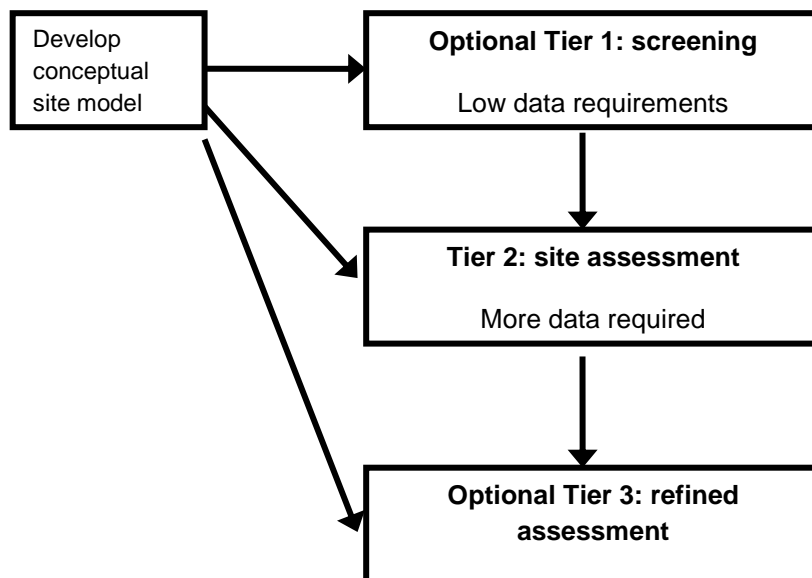 Develop
conceptual
site model
Optional Tier 1: screening
Low data requirements
Tier 2: site assessment
More data required
Optional Tier 3: refined
assessment